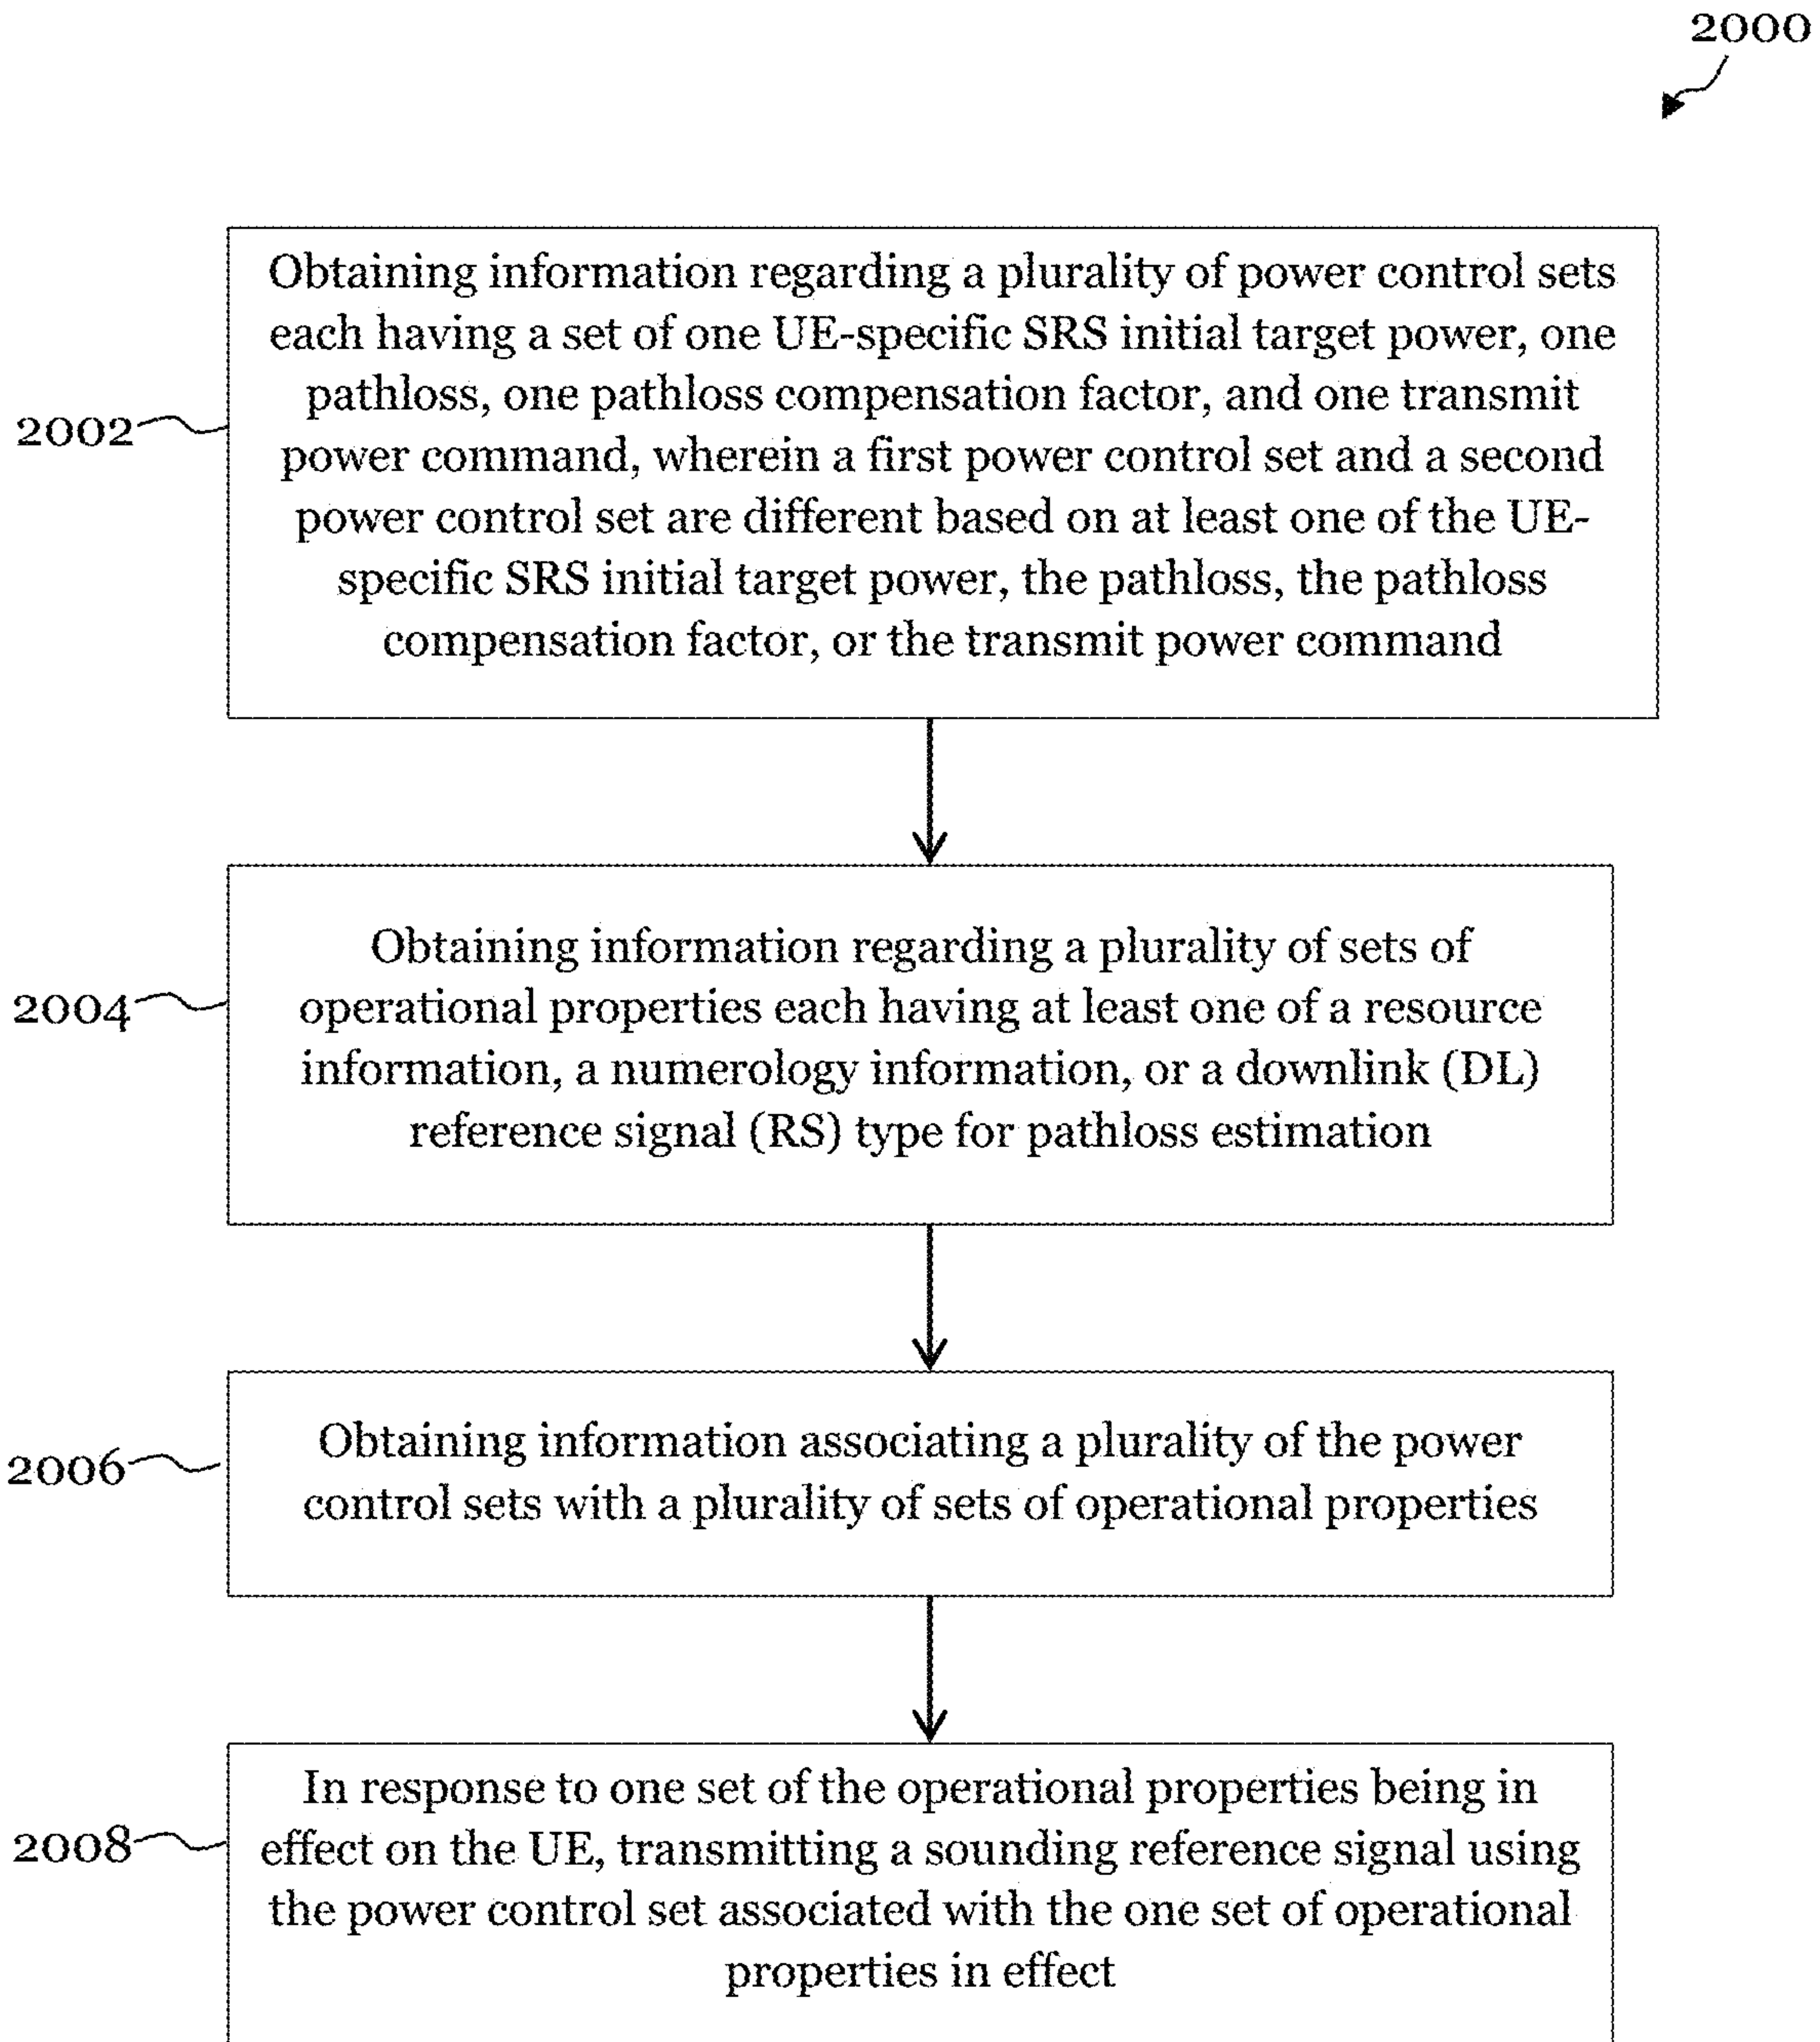 2000
Obtaining information regarding a plurality of power control sets
each having a set of one UE-specific SRS initial target power, one
pathloss, one pathloss compensation factor, and one transmit
power command, wherein a first power control set and a second
power control set are different based on at least one of the UE-
specific SRS initial target power, the pathloss, the pathloss
compensation factor, or the transmit power command
2002
Obtaining information regarding a plurality of sets of
operational properties each having at least one of a resource
information, a numerology information, or a downlink (DL)
reference signal (RS) type for pathloss estimation
2004
Obtaining information associating a plurality of the power
control sets with a plurality of sets of operational properties
2006
In response to one set of the operational properties being in
effect on the UE, transmitting a sounding reference signal using
the power control set associated with the one set of operational
properties in effect
2008